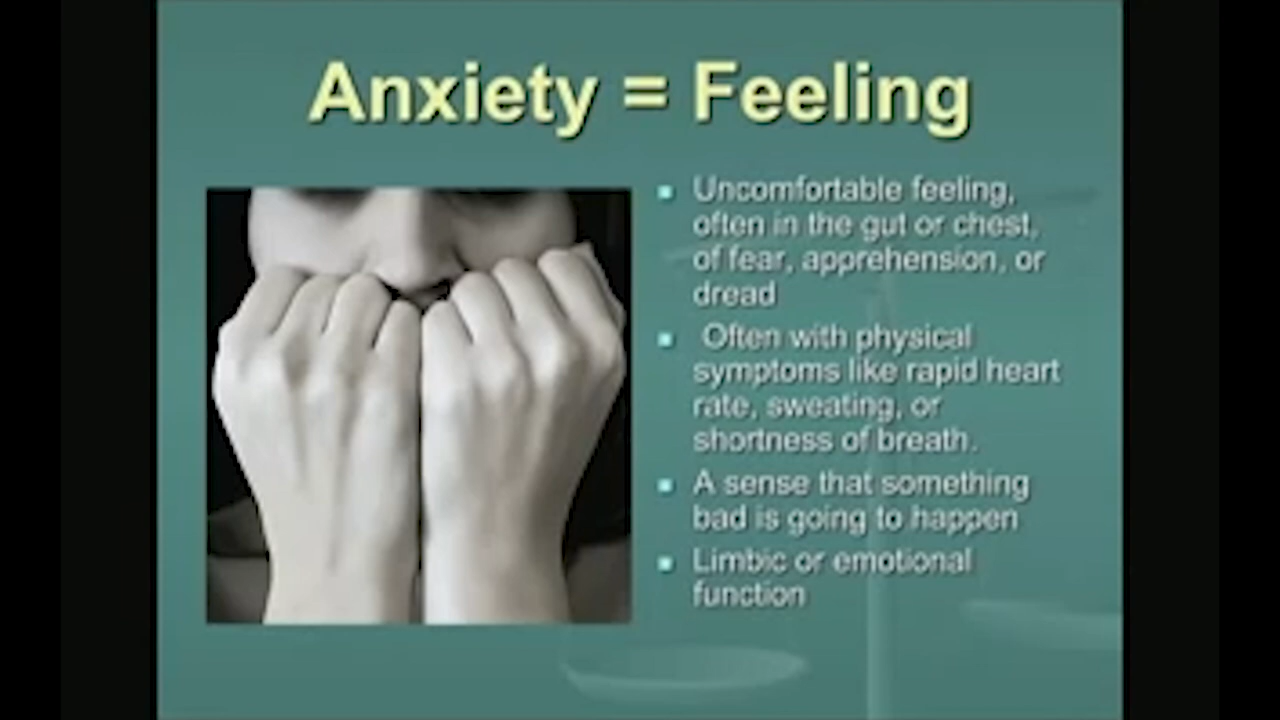 Anxiety = Feeling
Uncomfortable feeling,
often in the gut or chest,
of fear, apprehension, or
dread
Often with physical
symptoms like rapid heart
rate, sweating, or
shortness of breath.
A sense that something
bad is going to happen
Limbic or emotional
function